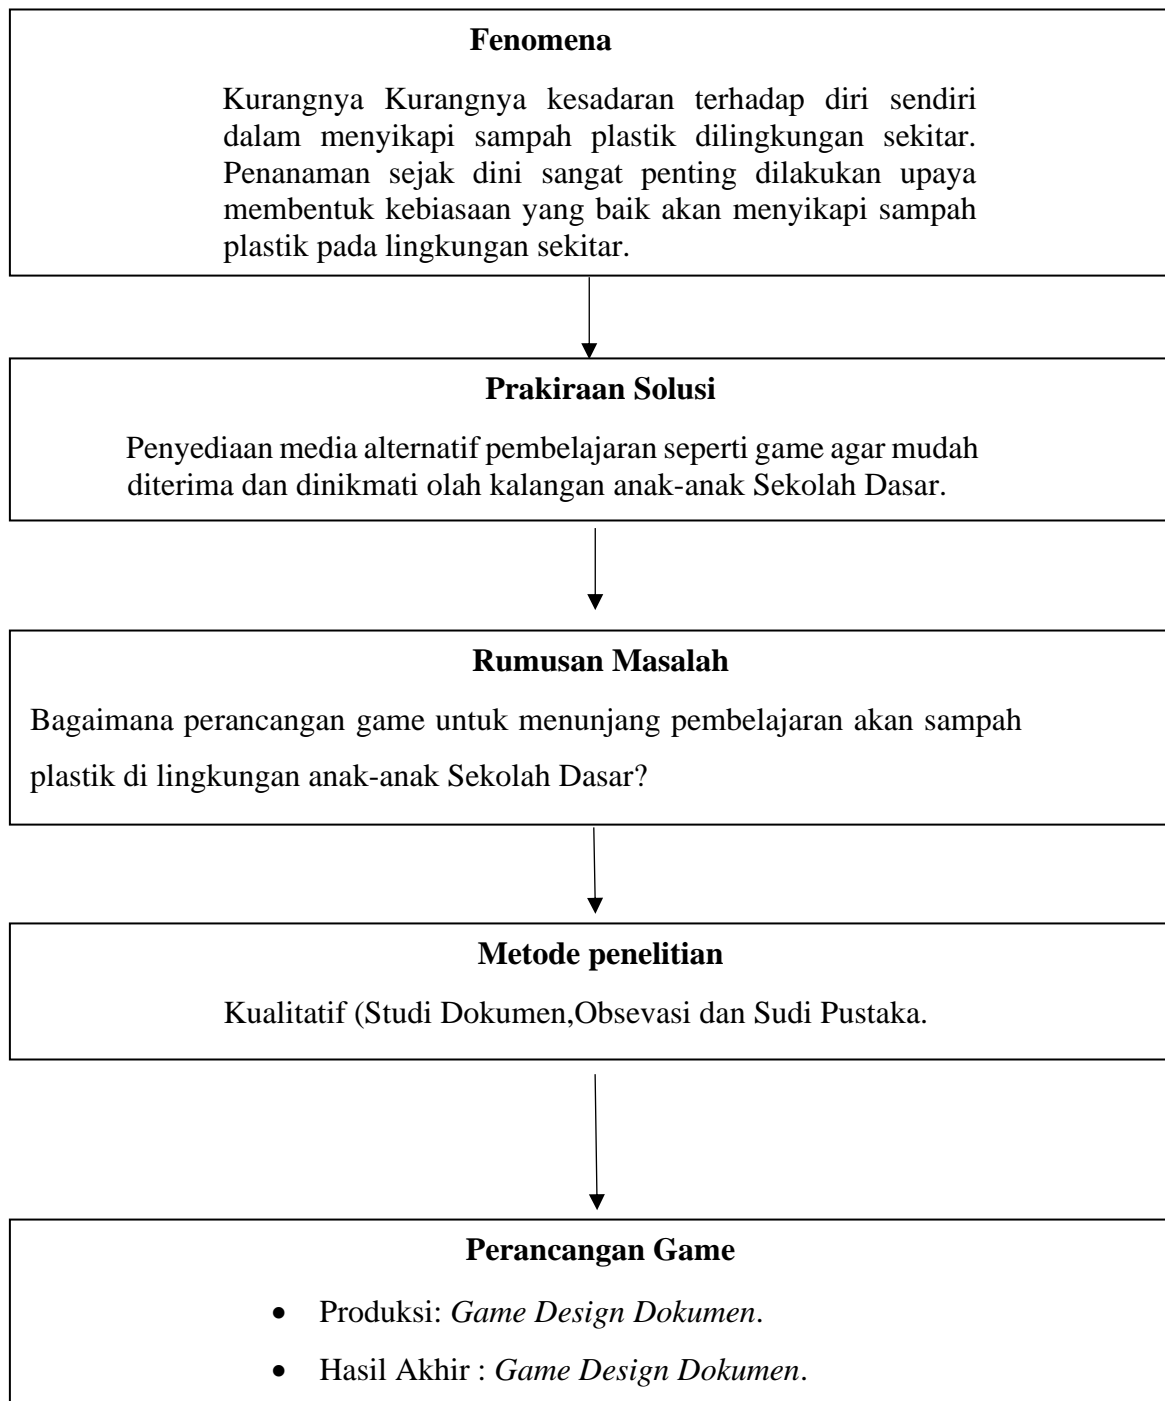 Fenomena
Kurangnya Kurangnya kesadaran terhadap diri sendiri
dalam menyikapi sampah plastik dilingkungan sekitar.
Penanaman sejak dini sangat penting dilakukan upaya
membentuk kebiasaan yang baik akan menyikapi sampah
plastik pada lingkungan sekitar.
Prakiraan Solusi
Penyediaan media alternatif pembelajaran seperti game agar mudah
diterima dan dinikmati olah kalangan anak-anak Sekolah Dasar.
Rumusan Masalah
Bagaimana perancangan game untuk menunjang pembelajaran akan sampah
plastik di lingkungan anak-anak Sekolah Dasar?
Metode penelitian
Kualitatif (Studi Dokumen,Obsevasi dan Sudi Pustaka.
Perancangan Game
• Produksi: Game Design Dokumen.
• Hasil Akhir : Game Design Dokumen.